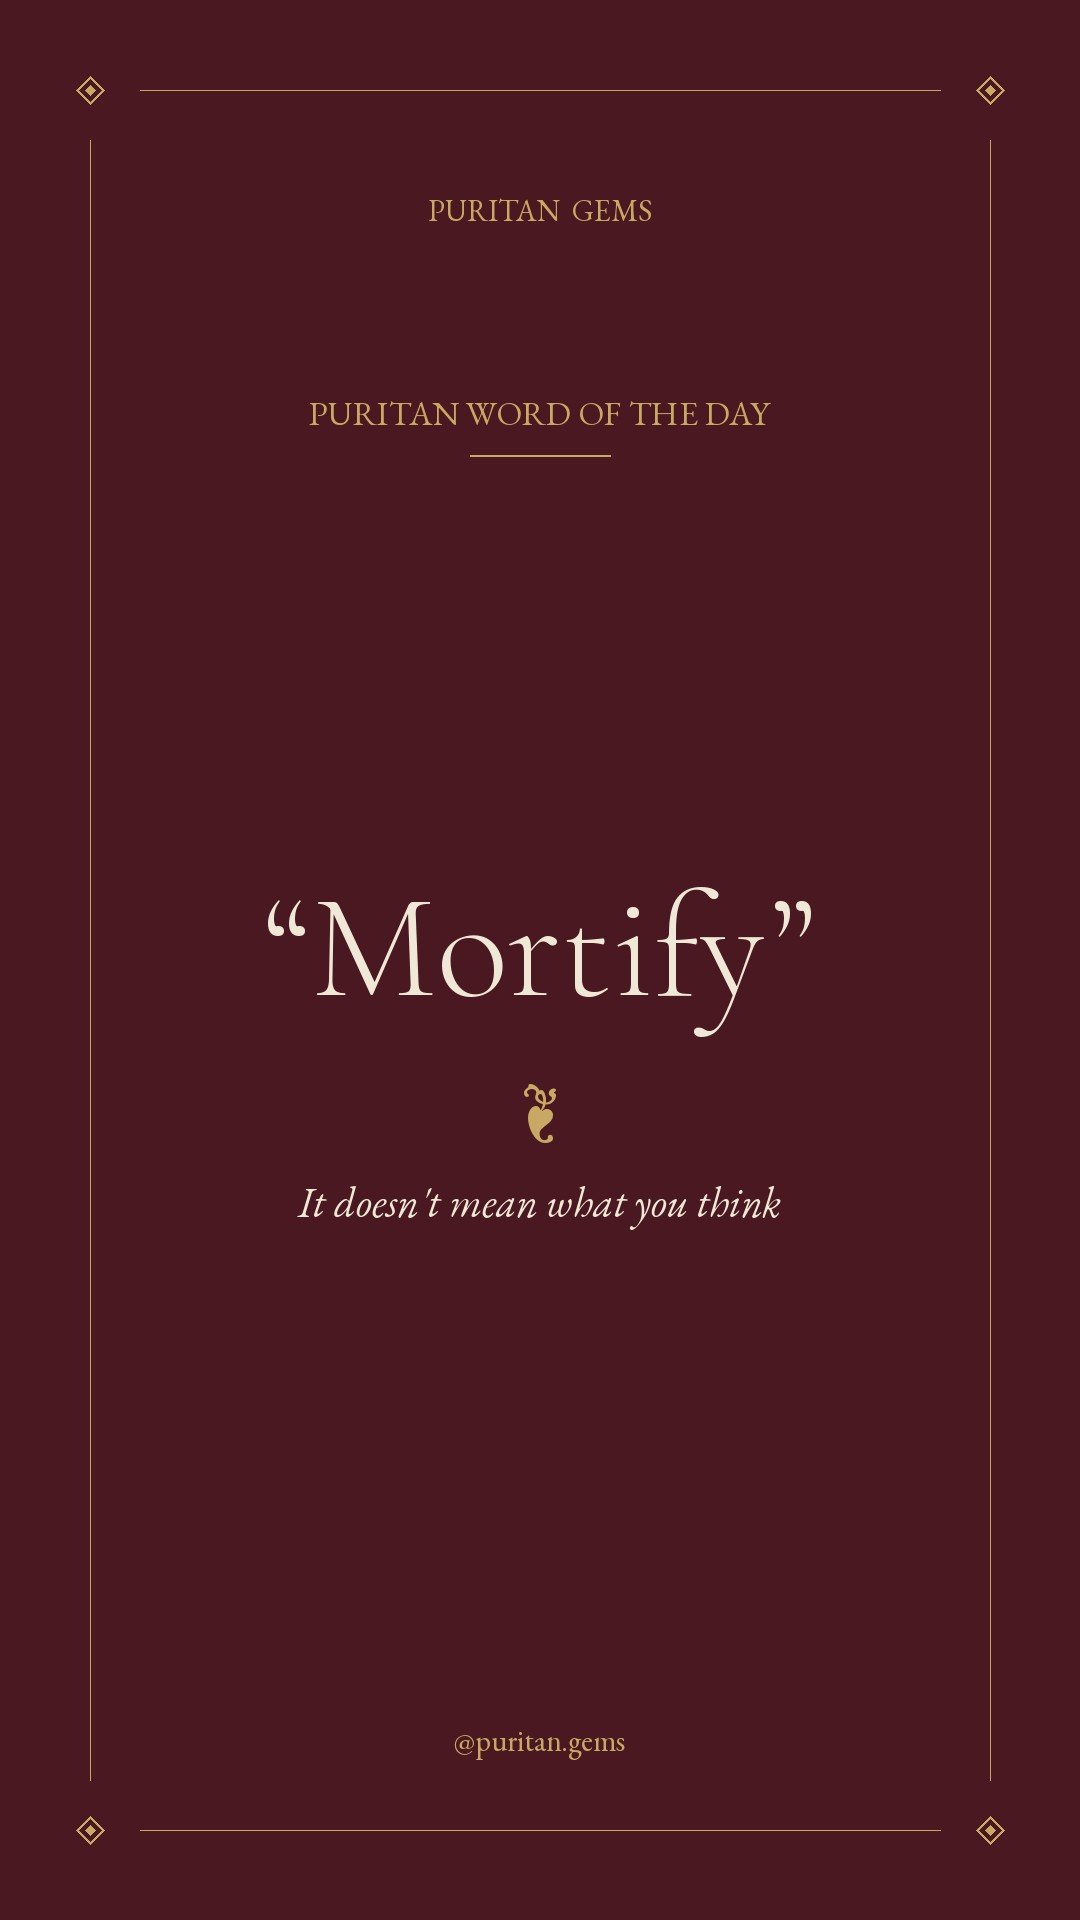 PURITAN GEMS
PURITAN WORD OF THE DAY
“Mortify”
It doesn't mean what you think
@puritan.gems